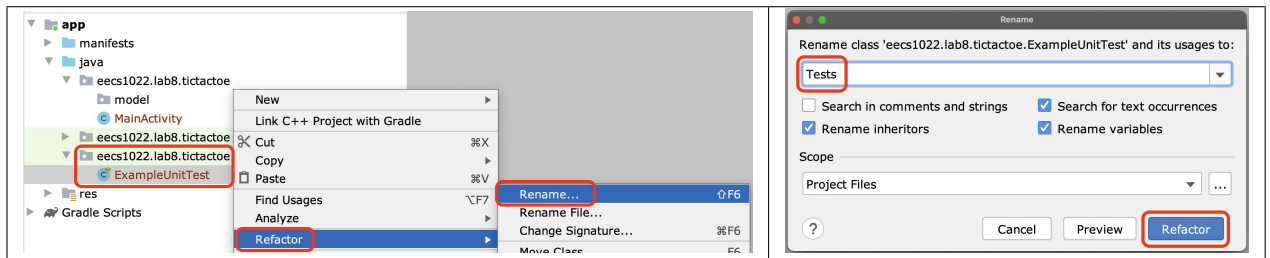 app
manifests
java
eecs1022.lab8.tictactoe
model
MainActivity
eecs1022.lab8.tictactoe
eecs1022.lab8.tictactoe
ExampleUnitTest
res
Gradle Scripts
New
Link C++ Project with Gradle
Cut ⌘X
Copy
Paste ⌘V
Find Usages ⌥F7
Analyze
Refactor
Rename... ⇧F6
Rename File...
Change Signature... ⌘F6
Move Class F6
Rename
Rename class 'eecs1022.lab8.tictactoe.ExampleUnitTest' and its usages to:
Tests
Search in comments and strings Search for text occurrences
Rename inheritors Rename variables
Scope
Project Files ...
? Cancel Preview Refactor